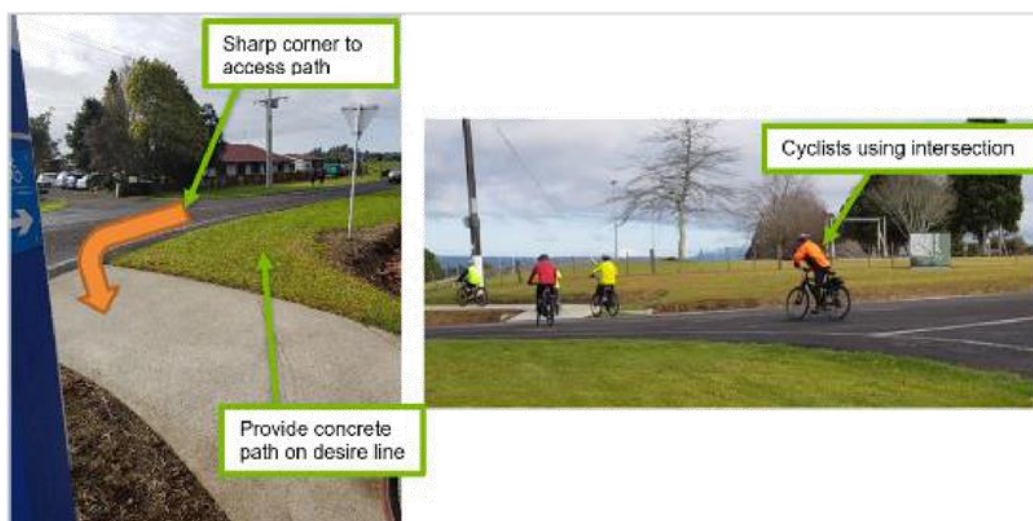 Sharp corner to
access path
Provide concrete
path on desire line
Cyclists using intersection